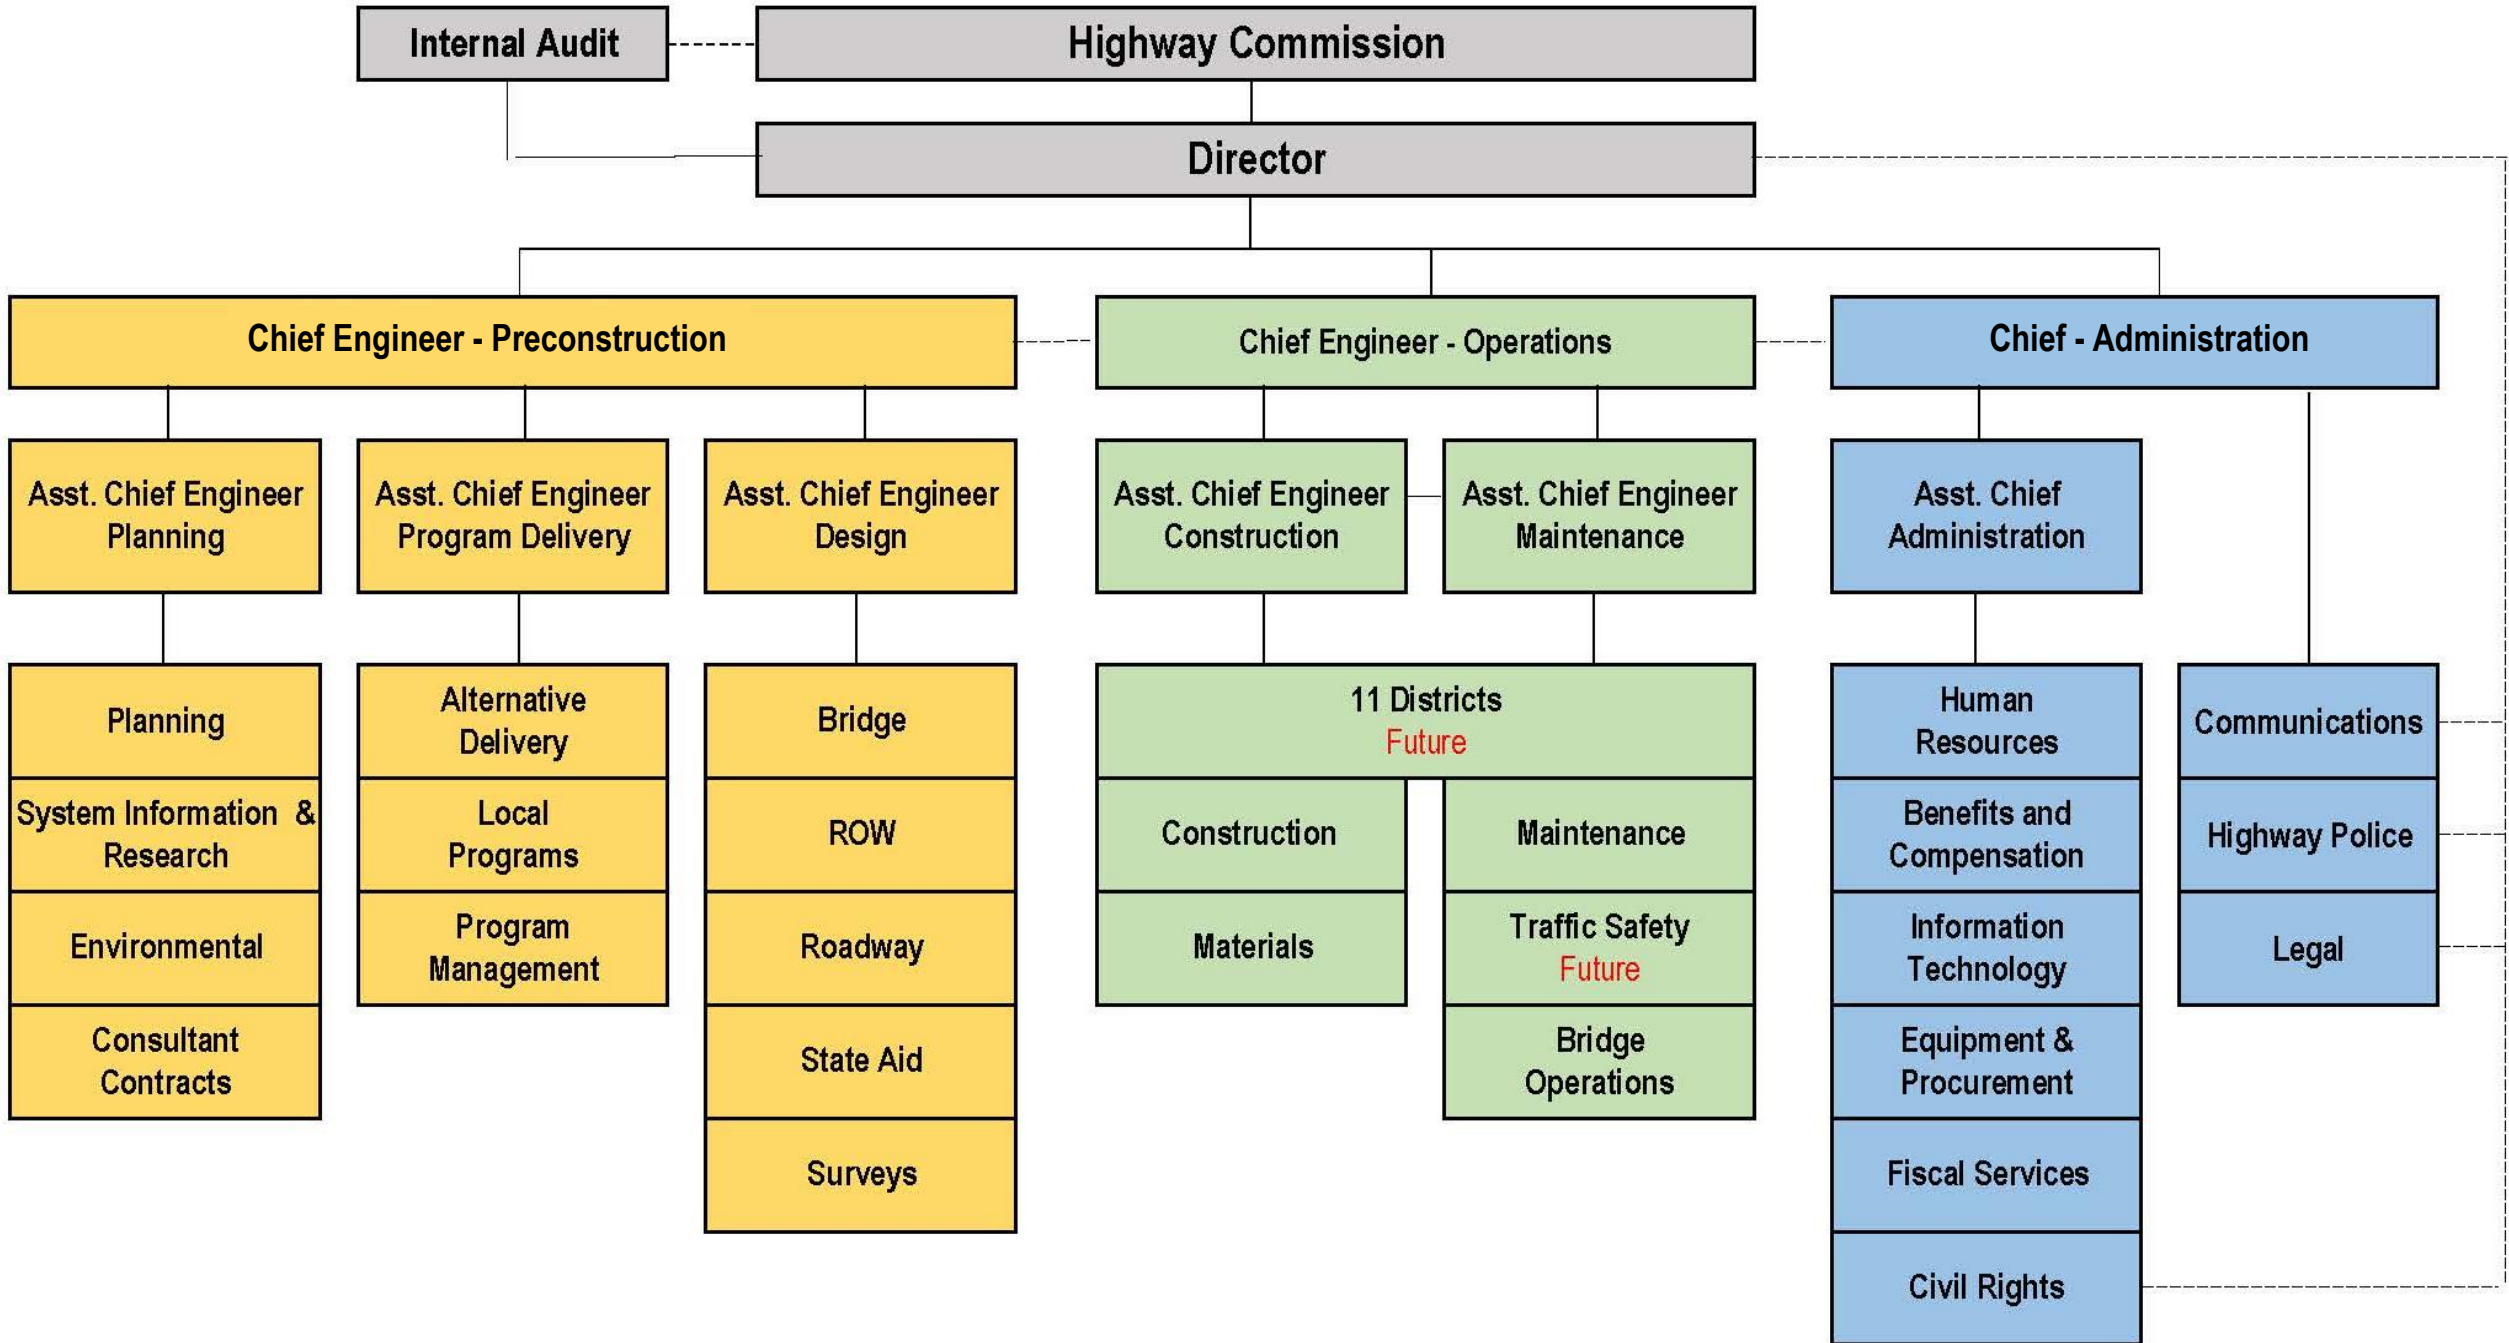 Internal Audit
Highway Commission
Director
Chief Engineer - Preconstruction
Chief Engineer - Operations
Chief - Administration
Asst. Chief Engineer
Planning
Asst. Chief Engineer
Program Delivery
Asst. Chief Engineer
Design
Asst. Chief Engineer
Construction
Asst. Chief Engineer
Maintenance
Asst. Chief
Administration
Planning
System Information &
Research
Environmental
Consultant
Contracts
Alternative
Delivery
Local
Programs
Program
Management
Bridge
ROW
Roadway
State Aid
Surveys
11 Districts
Future
Construction
Materials
Maintenance
Traffic Safety
Future
Bridge
Operations
Human
Resources
Benefits and
Compensation
Information
Technology
Equipment &
Procurement
Fiscal Services
Civil Rights
Communications
Highway Police
Legal